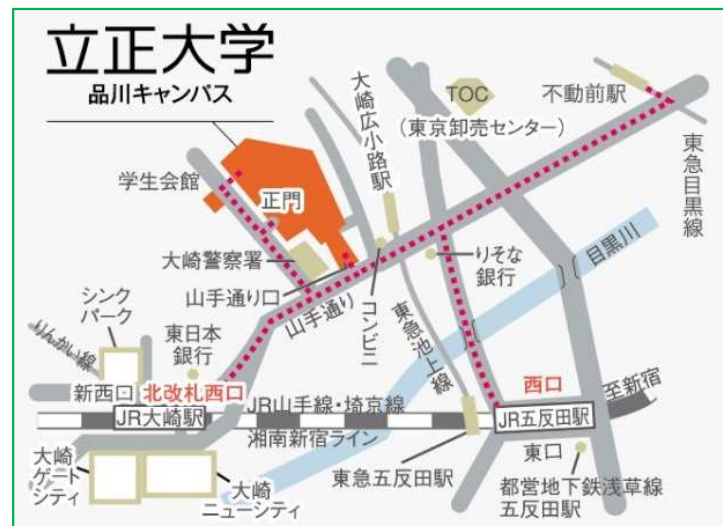 立正大学
品川キャンパス
学生会館
正門
大崎警察署
山手通り口
山手通り
コンビニ
大崎広小路駅
TOC
(東京卸売センター)
不動前駅
東急目黒線
りそな
銀行
目黒川
東急池上線
シンク
パーク
りんかい線
東日本
銀行
新西口
北改札西口
JR大崎駅
JR山手線・埼京線
湘南新宿ライン
西口
至新宿
JR五反田駅
東口
東急五反田駅
都営地下鉄浅草線
五反田駅
大崎
ゲート
シティ
大崎
ニューシティ